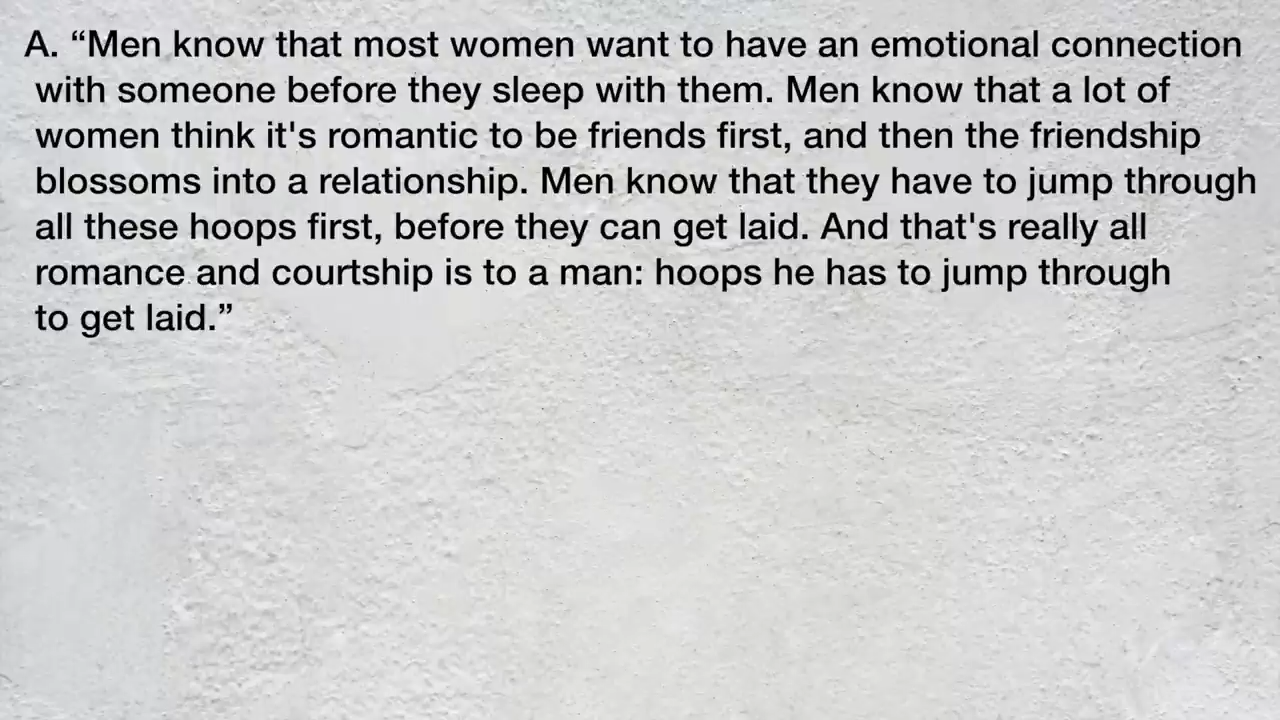 A. “Men know that most women want to have an emotional connection
with someone before they sleep with them. Men know that a lot of
women think it's romantic to be friends first, and then the friendship
blossoms into a relationship. Men know that they have to jump through
all these hoops first, before they can get laid. And that's really all
romance and courtship is to a man: hoops he has to jump through
to get laid.”